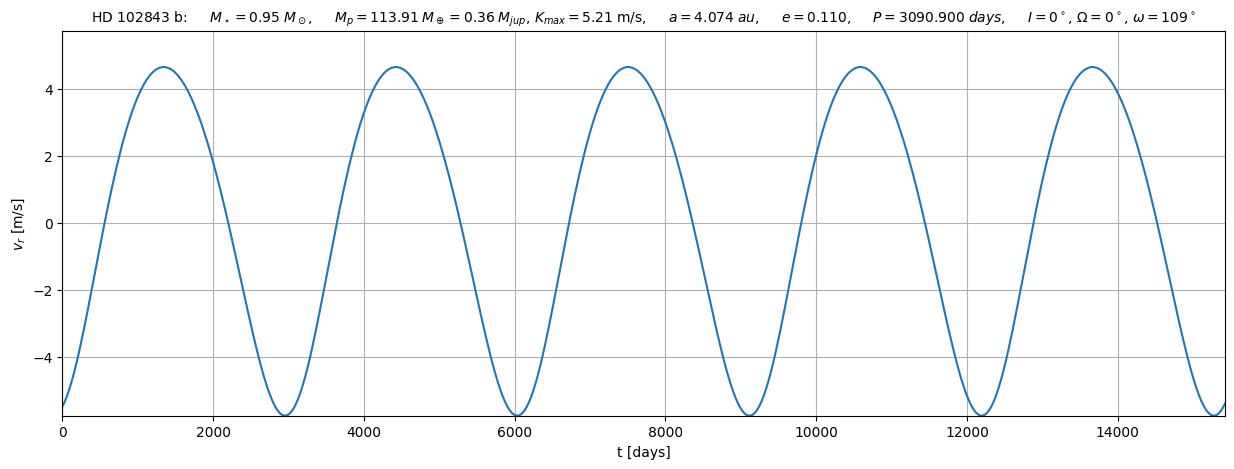 HD 102843 b: M⋆ = 0.95 M⊙, Mp = 113.91 M⊕ = 0.36 Mjup, Kmax = 5.21 m/s, a = 4.074 au, e = 0.110, P = 3090.900 days, I = 0°, Ω = 0°, ω = 109°
4
2
0
−2
−4
vr [m/s]
0 2000 4000 6000 8000 10000 12000 14000
t [days]